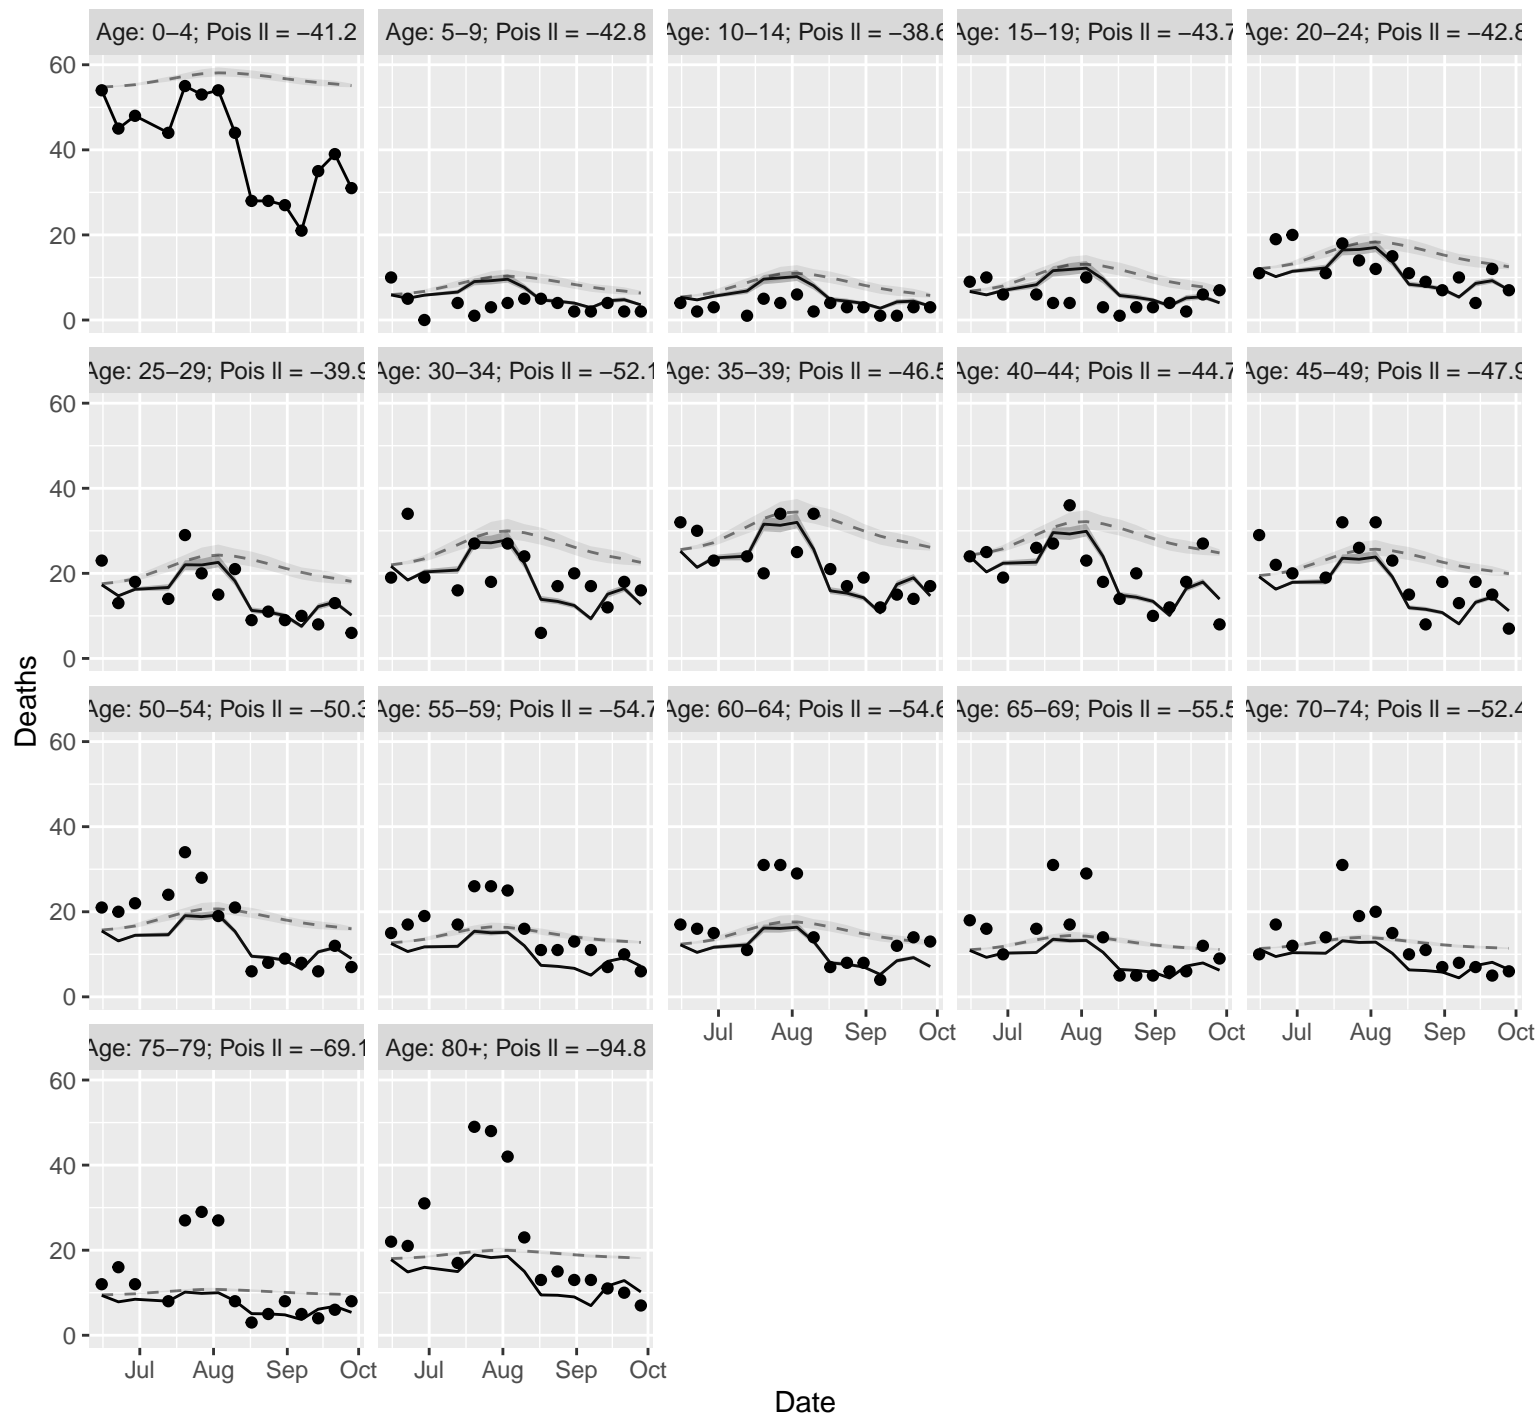 Age: 0−4; Pois ll = −41.2
Age: 5−9; Pois ll = −42.8
Age: 10−14; Pois ll = −38.6
Age: 15−19; Pois ll = −43.7
Age: 20−24; Pois ll = −42.8
60
40
20
0
Age: 25−29; Pois ll = −39.9
Age: 30−34; Pois ll = −52.1
Age: 35−39; Pois ll = −46.5
Age: 40−44; Pois ll = −44.7
Age: 45−49; Pois ll = −47.9
60
40
20
0
Deaths
Age: 50−54; Pois ll = −50.3
Age: 55−59; Pois ll = −54.7
Age: 60−64; Pois ll = −54.6
Age: 65−69; Pois ll = −55.5
Age: 70−74; Pois ll = −52.4
60
40
20
0
Jul Aug Sep Oct
Jul Aug Sep Oct
Jul Aug Sep Oct
Age: 75−79; Pois ll = −69.1
Age: 80+; Pois ll = −94.8
60
40
20
0
Jul Aug Sep Oct
Jul Aug Sep Oct
Date